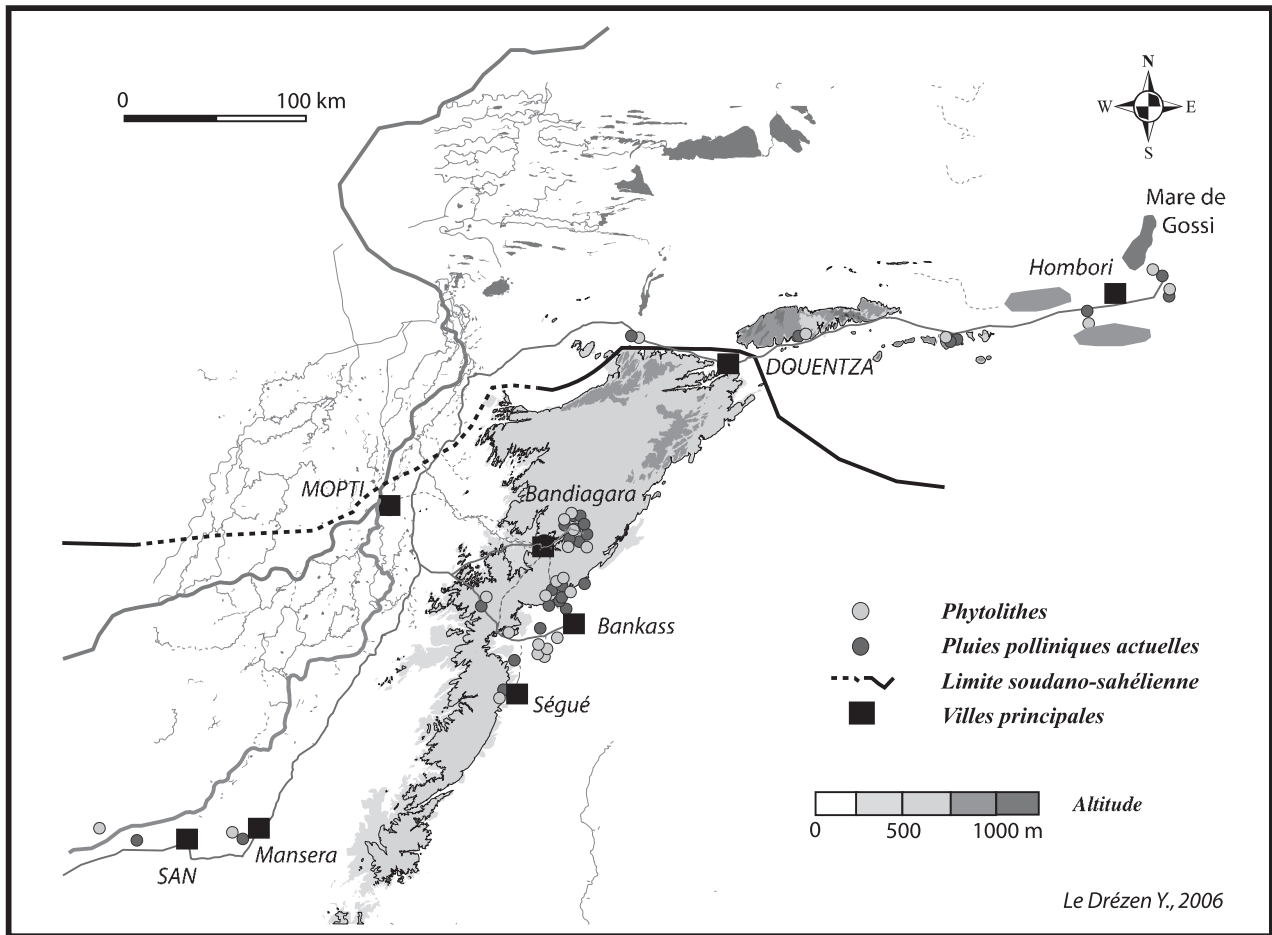 0 100 km
N
W E
S
Mare de
Gossi
Hombori
DOUENTZA
MOPTI
Bandiagara
Bankass
Ségué
Mansera
SAN
Phytolithes
Pluies polliniques actuelles
Limite soudano-sahélienne
Villes principales
Altitude
0 500 1000 m
Le Drézen Y., 2006